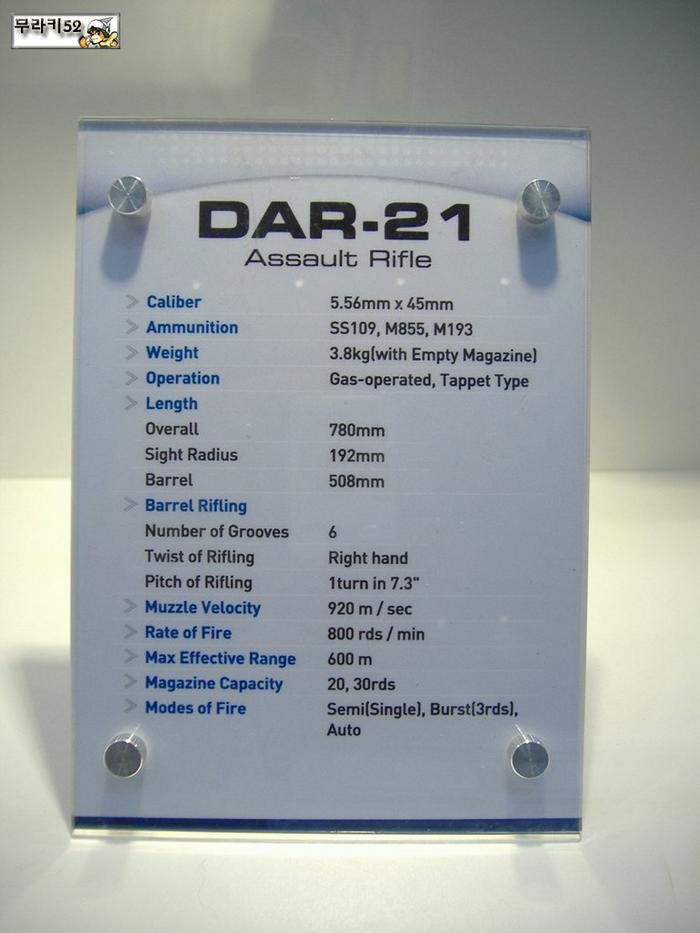 무라키52
DAR-21
Assault Rifle
Caliber 5.56mm x 45mm
Ammunition SS109, M855, M193
Weight 3.8kg(with Empty Magazine)
Operation Gas-operated, Tappet Type
Length
Overall 780mm
Sight Radius 192mm
Barrel 508mm
Barrel Rifling
Number of Grooves 6
Twist of Rifling Right hand
Pitch of Rifling 1turn in 7.3"
Muzzle Velocity 920 m / sec
Rate of Fire 800 rds / min
Max Effective Range 600 m
Magazine Capacity 20, 30rds
Modes of Fire Semi(Single), Burst(3rds),
Auto